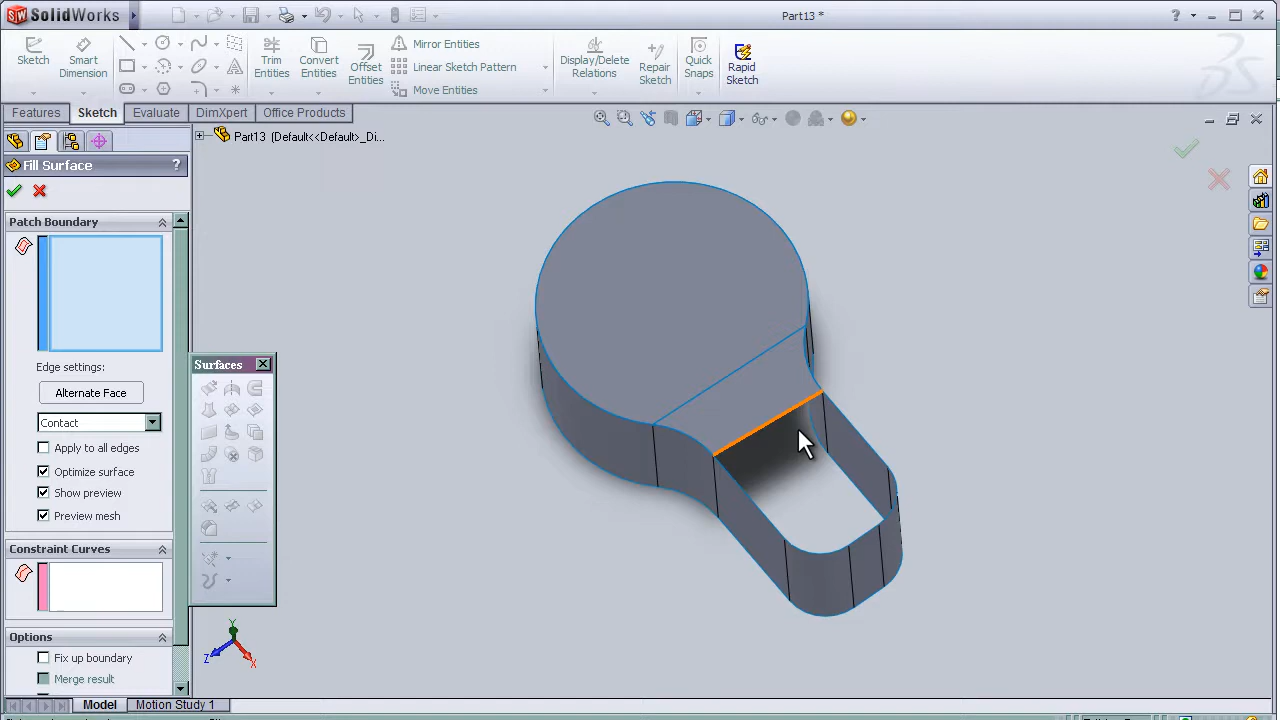 SolidWorks
Part13 *
Sketch
Smart Dimension
Trim Entities
Convert Entities
Offset Entities
Mirror Entities
Linear Sketch Pattern
Move Entities
Display/Delete Relations
Repair Sketch
Quick Snaps
Rapid Sketch
Features
Sketch
Evaluate
DimXpert
Office Products
Part13 (Default<<Default>_Di...
Fill Surface
?
Patch Boundary
Edge settings:
Alternate Face
Contact
Apply to all edges
Optimize surface
Show preview
Preview mesh
Constraint Curves
Options
Fix up boundary
Merge result
Surfaces
Y
Z
X
Model
Motion Study 1